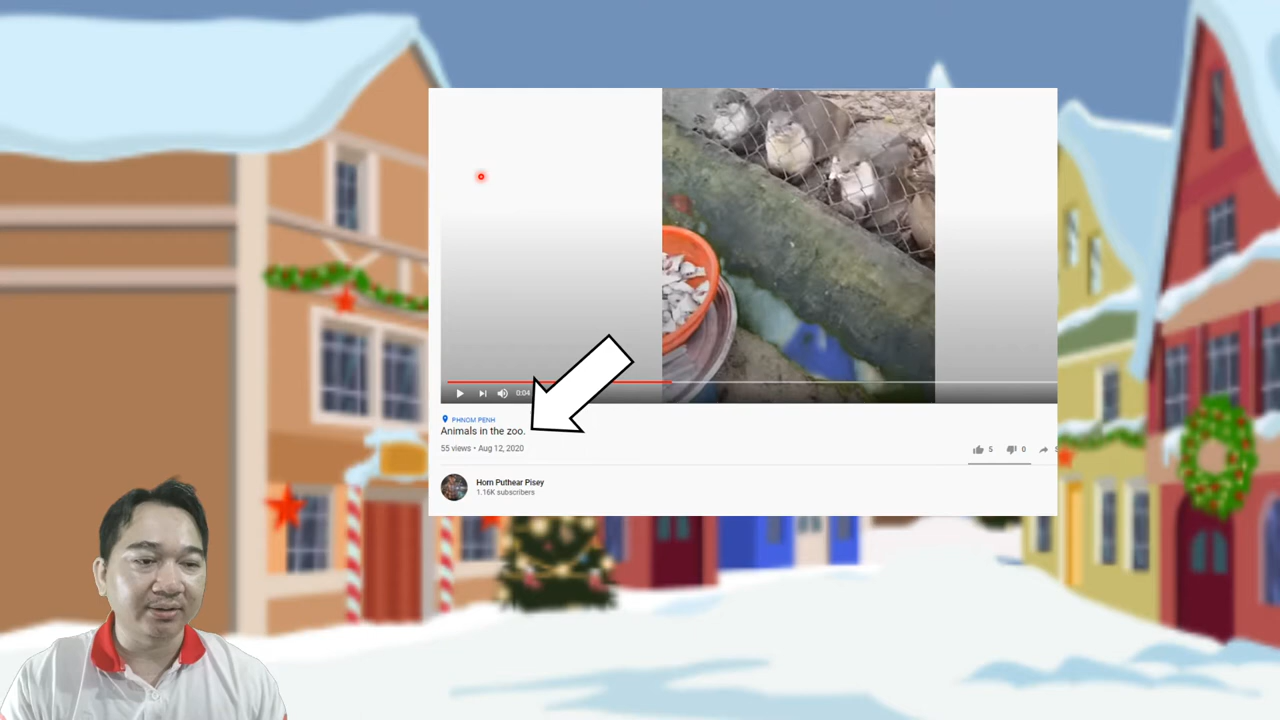 0:04
PHNOM PENH
Animals in the zoo.
55 views • Aug 12, 2020
5 0
Horn Puthear Pisey
1.16K subscribers